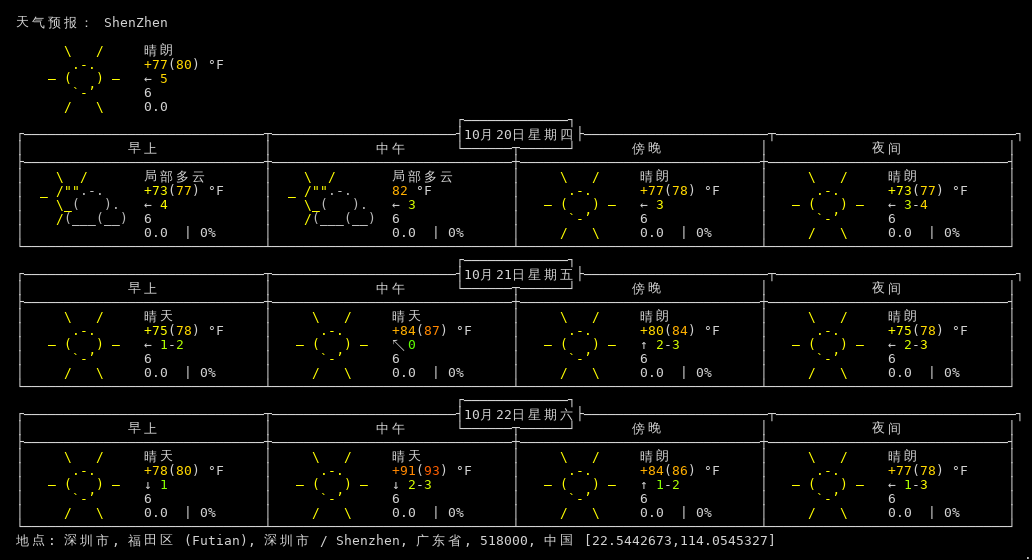 天气预报： ShenZhen
晴朗
+77(80) °F
← 5
6
0.0
10月20日星期四
早上 中午 傍晚 夜间
局部多云 局部多云 晴朗 晴朗
+73(77) °F 82 °F +77(78) °F +73(77) °F
← 4 ← 3 ← 3 ← 3-4
6 6 6 6
0.0 | 0% 0.0 | 0% 0.0 | 0% 0.0 | 0%
10月21日星期五
早上 中午 傍晚 夜间
晴天 晴天 晴朗 晴朗
+75(78) °F +84(87) °F +80(84) °F +75(78) °F
← 1-2 ↖ 0 ↑ 2-3 ← 2-3
6 6 6 6
0.0 | 0% 0.0 | 0% 0.0 | 0% 0.0 | 0%
10月22日星期六
早上 中午 傍晚 夜间
晴天 晴天 晴朗 晴朗
+78(80) °F +91(93) °F +84(86) °F +77(78) °F
↓ 1 ↓ 2-3 ↑ 1-2 ← 1-3
6 6 6 6
0.0 | 0% 0.0 | 0% 0.0 | 0% 0.0 | 0%
地点: 深圳市, 福田区 (Futian), 深圳市 / Shenzhen, 广东省, 518000, 中国 [22.5442673,114.0545327]